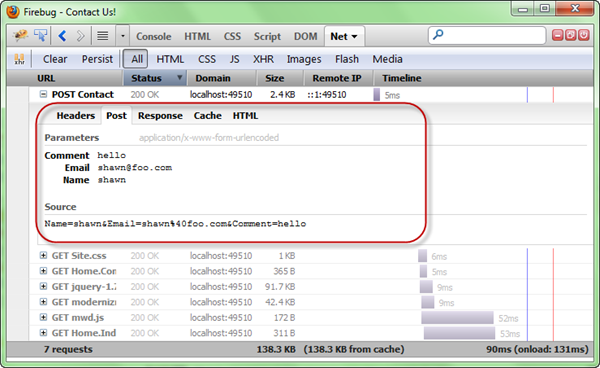 Firebug - Contact Us!
Console HTML CSS Script DOM Net
Clear Persist All HTML CSS JS XHR Images Flash Media
URL Status Domain Size Remote IP Timeline
POST Contact 200 OK localhost:49510 2.4 KB ::1:49510 5ms
Headers Post Response Cache HTML
Parameters application/x-www-form-urlencoded
Comment hello
Email shawn@foo.com
Name shawn
Source
Name=shawn&Email=shawn%40foo.com&Comment=hello
GET Site.css 200 OK localhost:49510 1 KB 6ms
GET Home.Con 200 OK localhost:49510 365 B 5ms
GET jquery-1.7 200 OK localhost:49510 91.7 KB 9ms
GET moderniz 200 OK localhost:49510 42.4 KB 9ms
GET mwd.js 200 OK localhost:49510 172 B 52ms
GET Home.Ind 200 OK localhost:49510 311 B 53ms
7 requests 138.3 KB (138.3 KB from cache) 90ms (onload: 131ms)